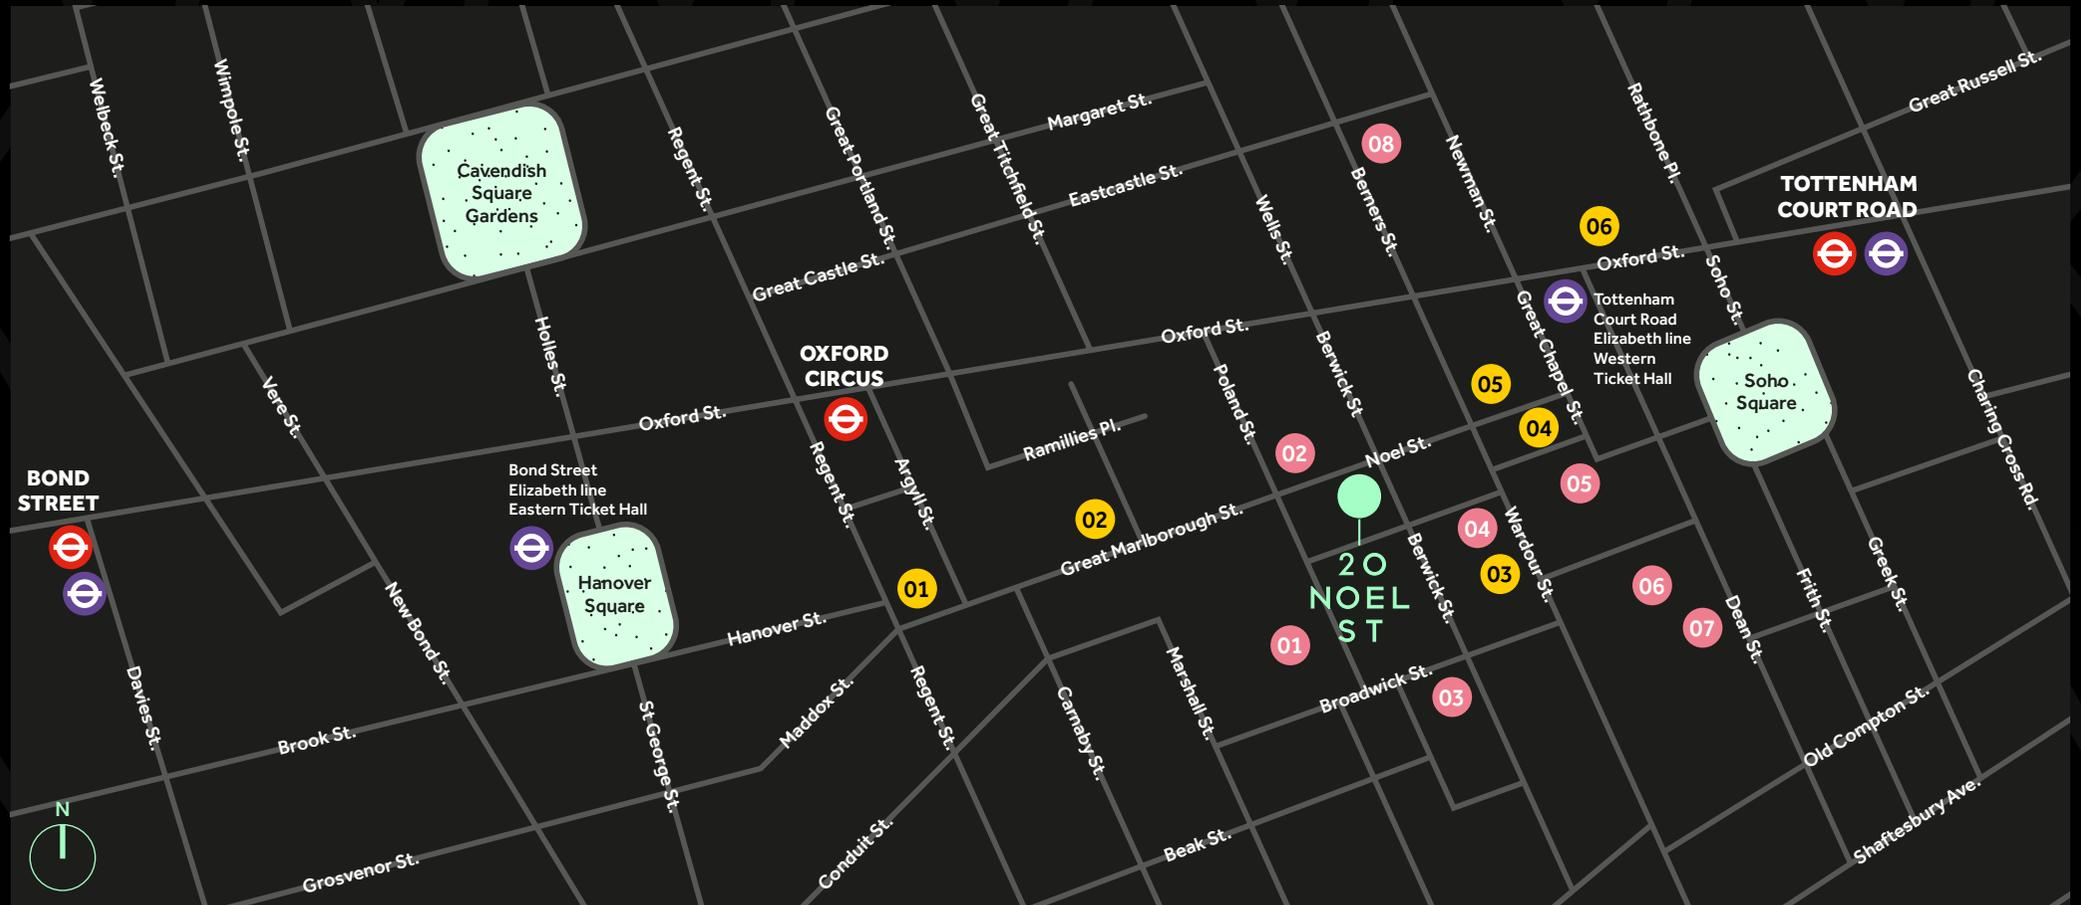 Welbeck St.
Wimpole St.
Cavendish
Square
Gardens
Regent St.
Great Portland St.
Great Titchfield St.
Margaret St.
Eastcastle St.
Great Castle St.
Wells St.
08
Berners St.
Newman St.
Rathbone Pl.
Great Russell St.
TOTTENHAM
COURT ROAD
06
Oxford St.
Soho St.
Tottenham
Court Road
Elizabeth line
Western
Ticket Hall
Great Chapel St.
Soho
Square
Charing Cross Rd.
Vere St.
Holles St.
OXFORD
CIRCUS
Oxford St.
Oxford St.
Regent St.
Argyll St.
Ramillies Pl.
Poland St.
Berwick St.
05
04
02
Noel St.
05
BOND
STREET
Bond Street
Elizabeth line
Eastern Ticket Hall
Hanover
Square
02
Great Marlborough St.
01
Hanover St.
20
NOEL
ST
04
03
Wardour St.
Berwick St.
06
07
Dean St.
Frith St.
Greek St.
New Bond St.
Davies St.
Brook St.
St George St.
Maddox St.
Regent St.
Carnaby St.
Marshall St.
01
Broadwick St.
03
Old Compton St.
Shaftesbury Ave.
N
Grosvenor St.
Conduit St.
Beak St.